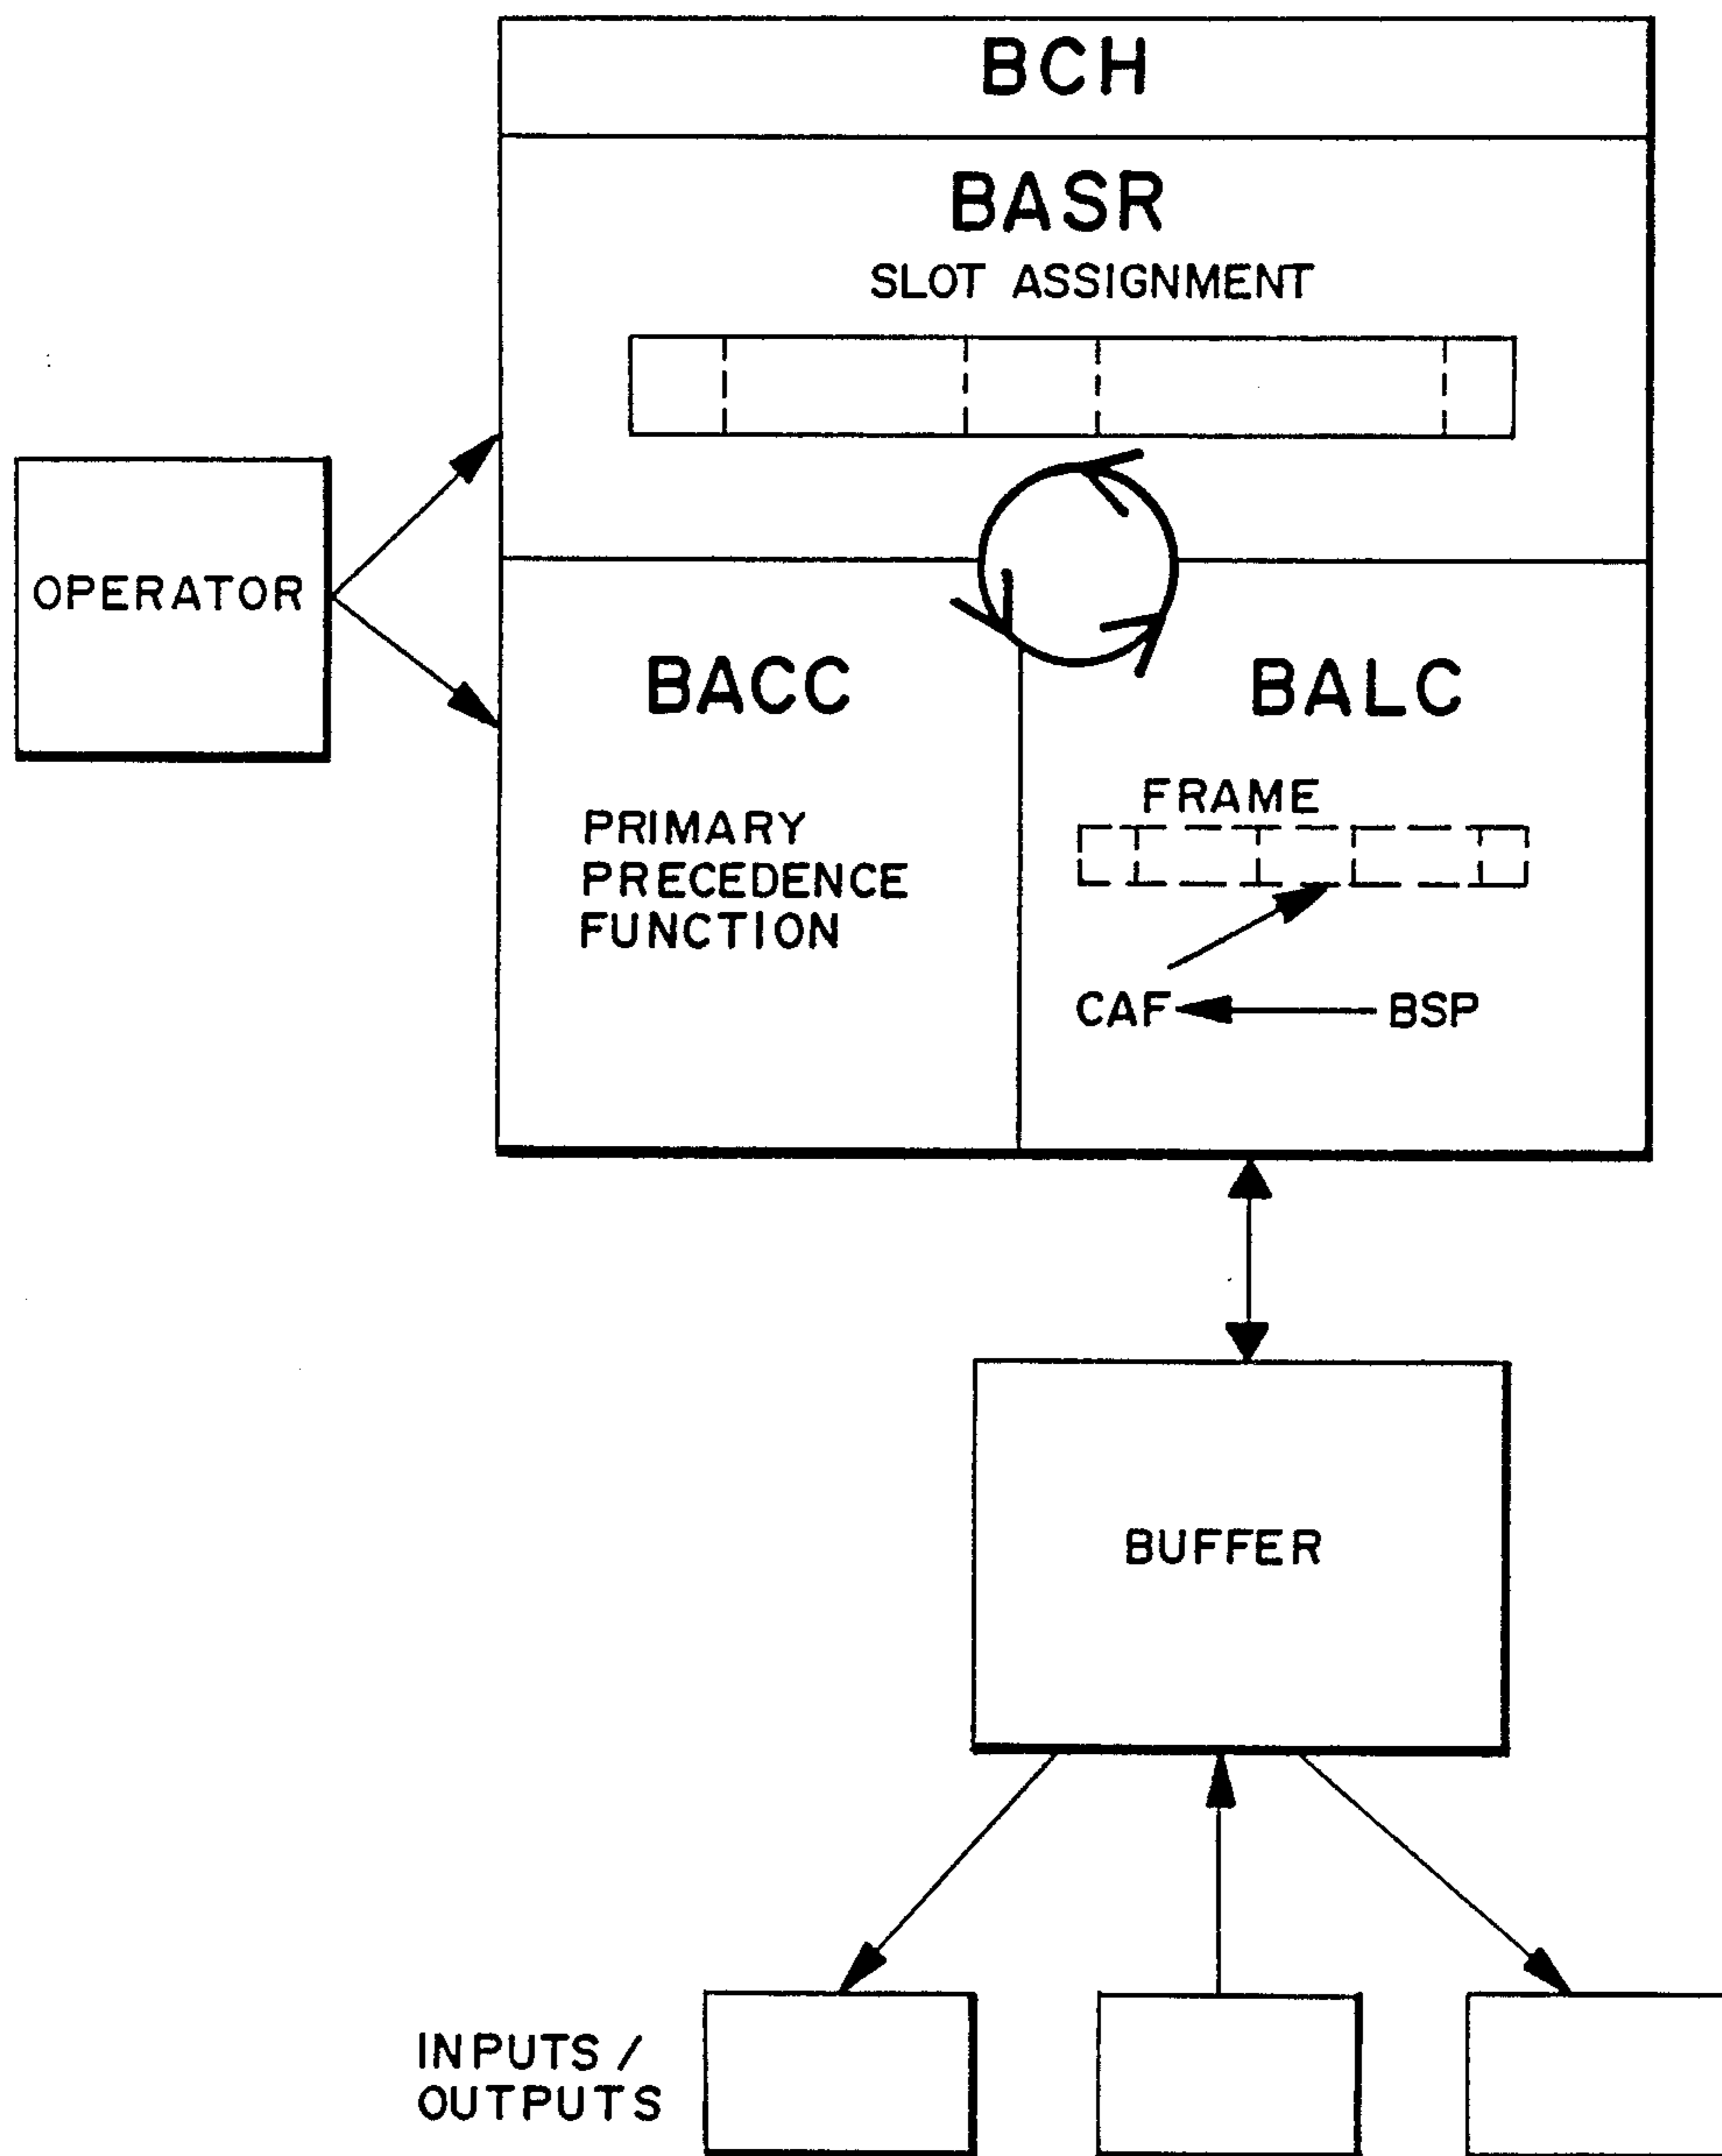 BCH
BASR
SLOT ASSIGNMENT
OPERATOR
BACC
PRIMARY
PRECEDENCE
FUNCTION
BALC
FRAME
CAF
BSP
BUFFER
INPUTS /
OUTPUTS